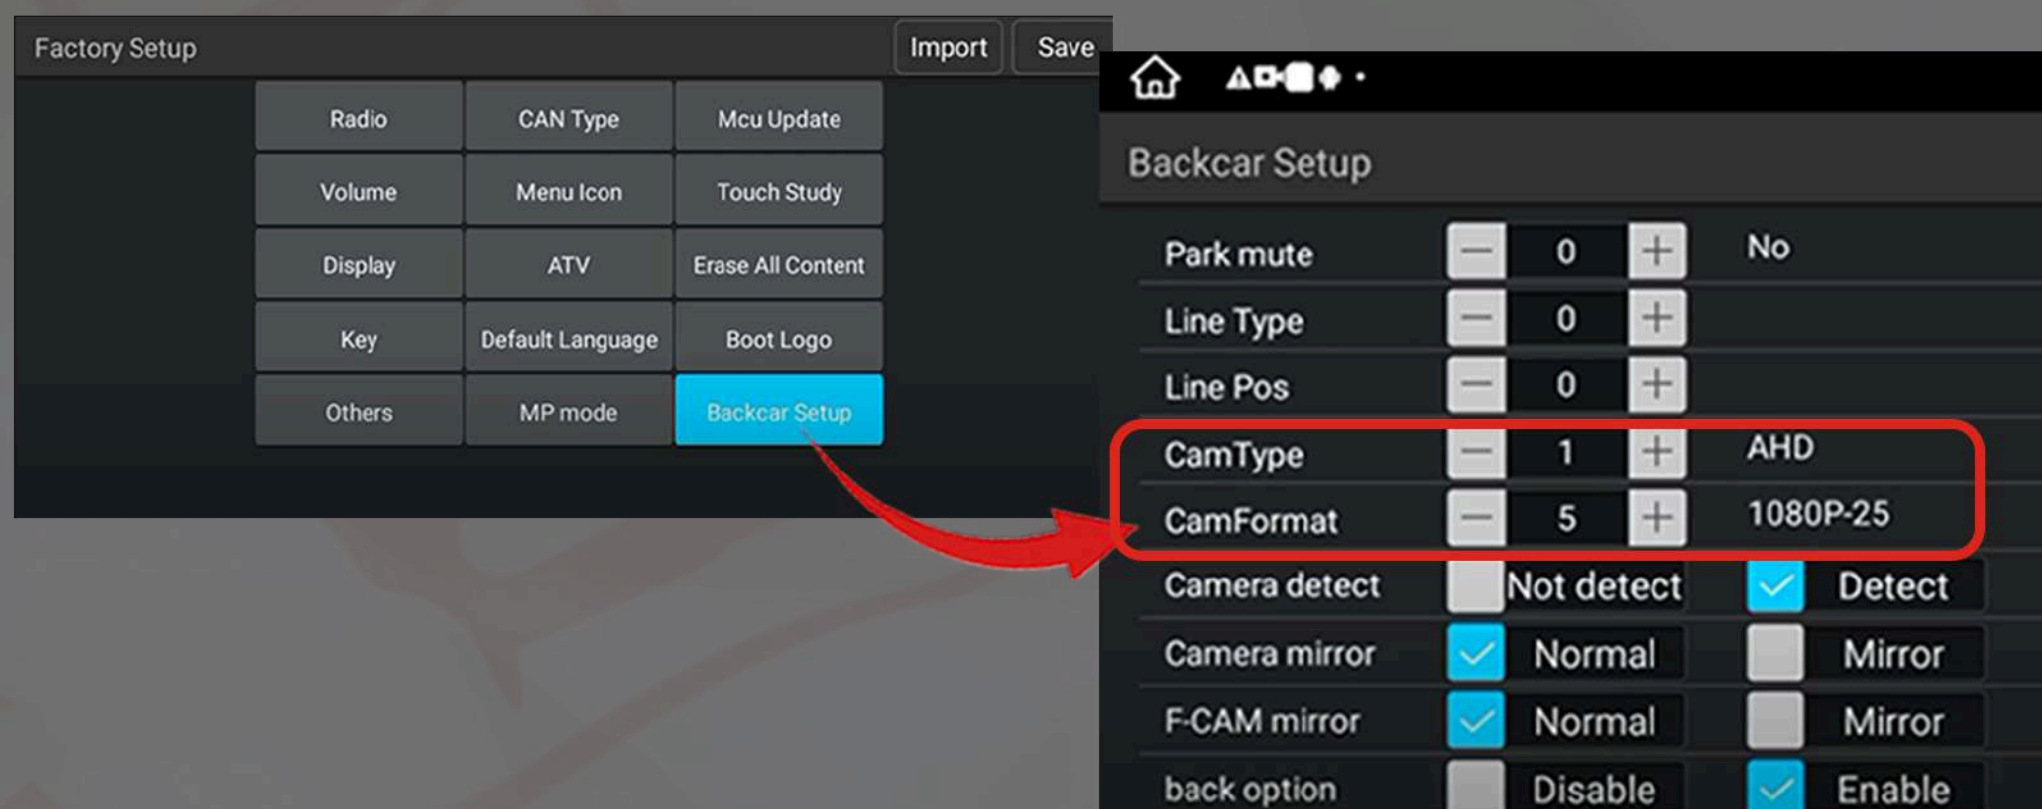 Factory Setup Import Save
Radio CAN Type Mcu Update
Volume Menu Icon Touch Study
Display ATV Erase All Content
Key Default Language Boot Logo
Others MP mode Backcar Setup
Backcar Setup
Park mute − 0 + No
Line Type − 0 +
Line Pos − 0 +
CamType − 1 + AHD
CamFormat − 5 + 1080P-25
Camera detect Not detect Detect
Camera mirror Normal Mirror
F-CAM mirror Normal Mirror
back option Disable Enable